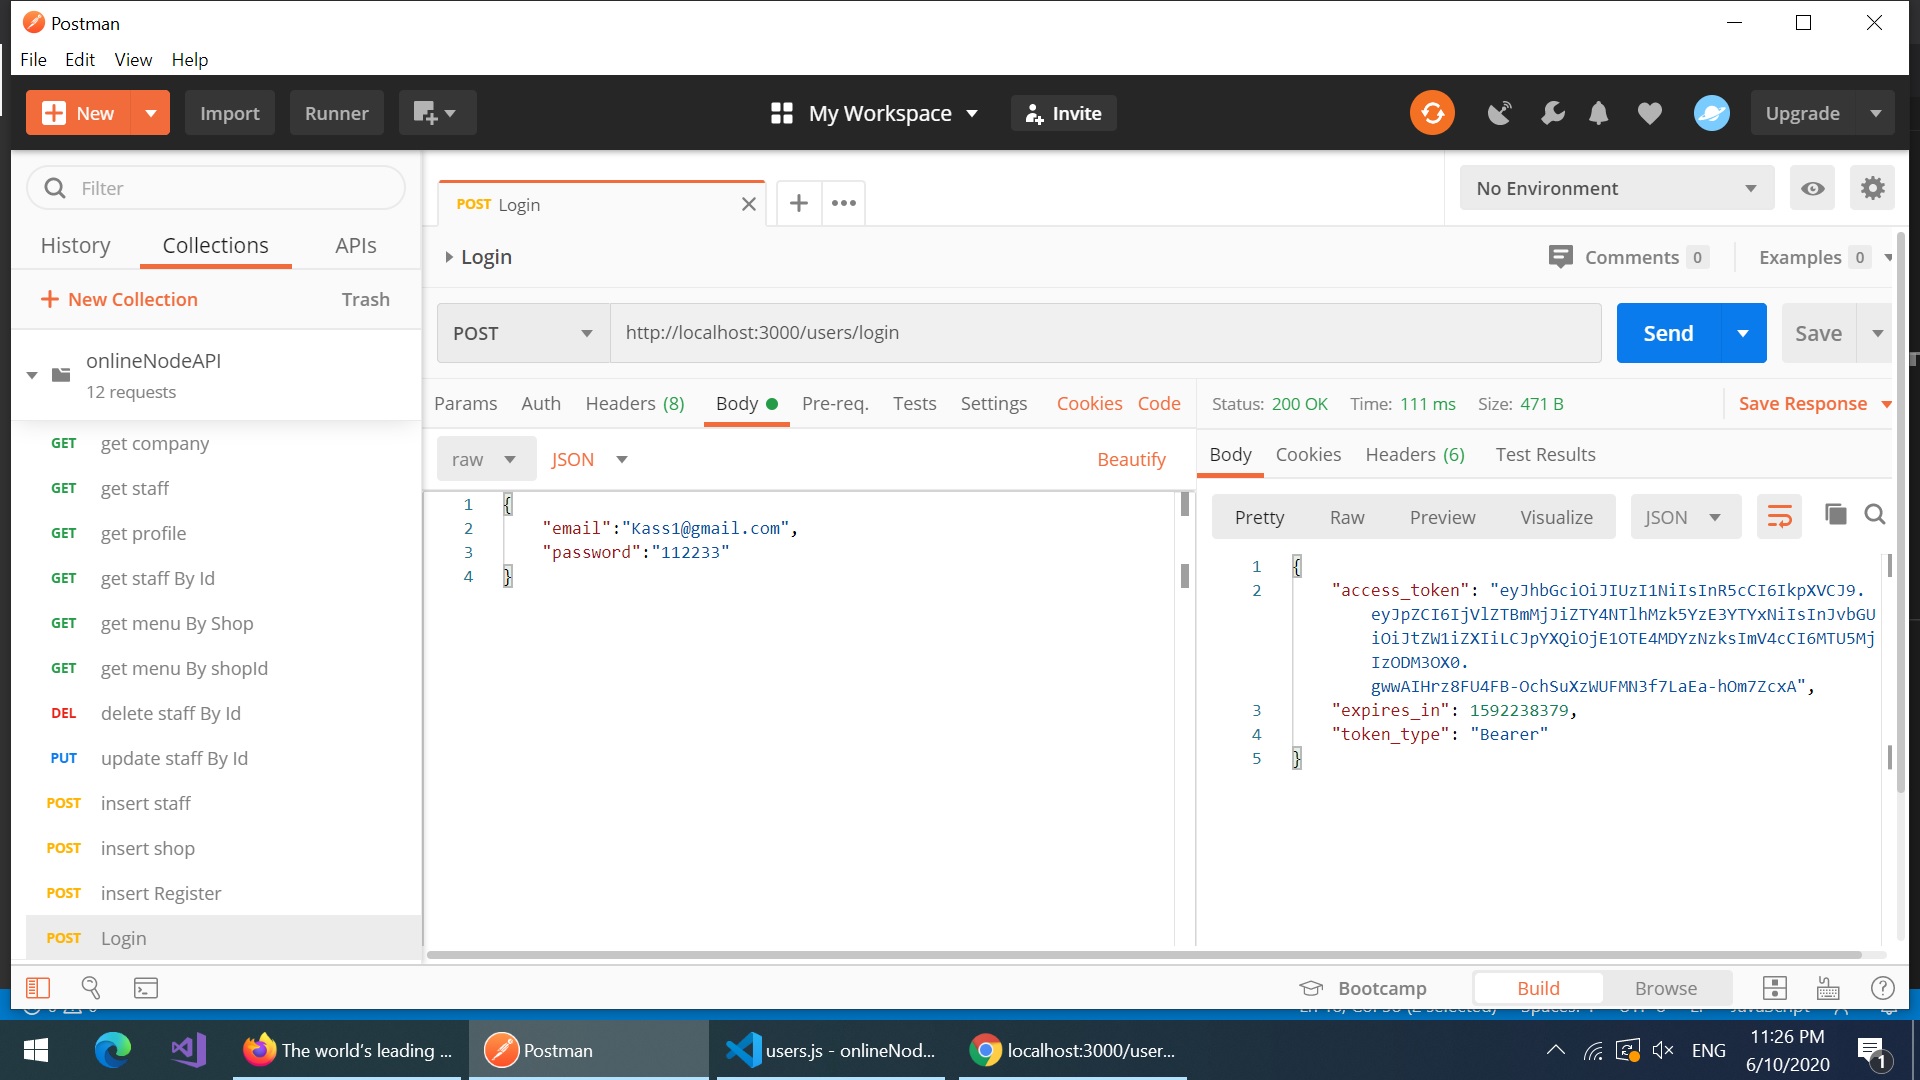 Postman
File Edit View Help
New Import Runner My Workspace Invite Upgrade
Filter
History Collections APIs
New Collection Trash
onlineNodeAPI
12 requests
GET get company
GET get staff
GET get profile
GET get staff By Id
GET get menu By Shop
GET get menu By shopId
DEL delete staff By Id
PUT update staff By Id
POST insert staff
POST insert shop
POST insert Register
POST Login
POST Login
No Environment
Login
Comments 0 Examples 0
POST http://localhost:3000/users/login Send Save
Params Auth Headers (8) Body Pre-req. Tests Settings Cookies Code
raw JSON Beautify
1 {
2 "email":"Kass1@gmail.com",
3 "password":"112233"
4 }
Status: 200 OK Time: 111 ms Size: 471 B Save Response
Body Cookies Headers (6) Test Results
Pretty Raw Preview Visualize JSON
1 {
2 "access_token": "eyJhbGciOiJIUzI1NiIsInR5cCI6IkpXVCJ9.
eyJpZCI6IjVlZTBmMjJiZTY4NTlhMzk5YzE3YTYxNiIsInJvbGU
iOiJtZW1iZXIiLCJpYXQiOjE1OTE4MDYzNzksImV4cCI6MTU5Mj
IzODM3OX0.
gwwAIHrz8FU4FB-OchSuXzWUFMN3f7LaEa-hOm7ZcxA",
3 "expires_in": 1592238379,
4 "token_type": "Bearer"
5 }
Bootcamp Build Browse
The world's leading ... Postman users.js - onlineNod... localhost:3000/user... ENG
11:26 PM
6/10/2020
1